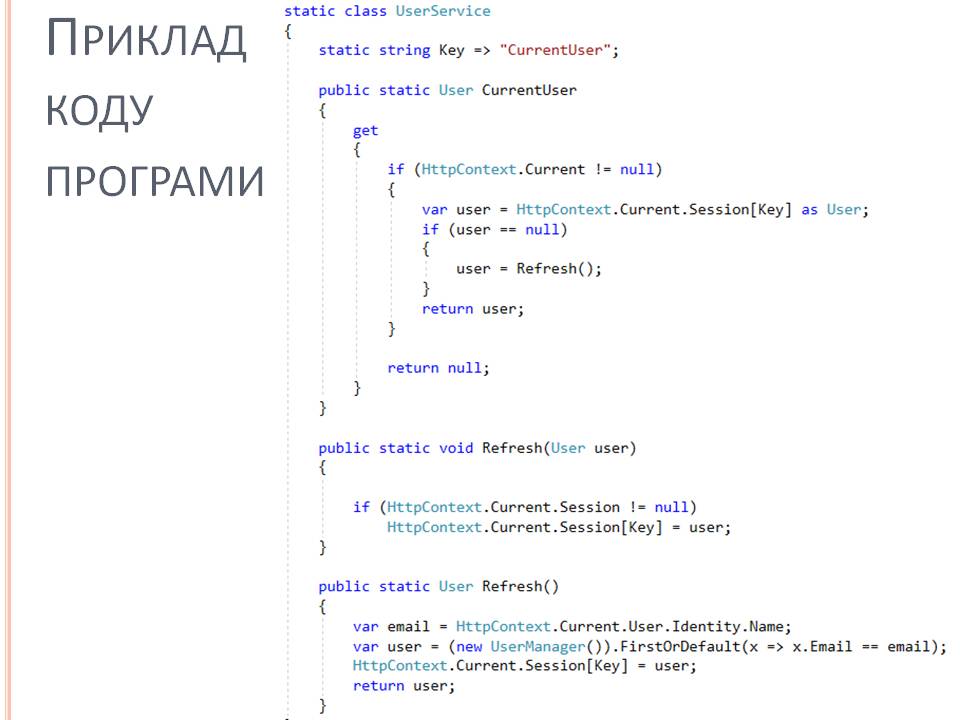 ПРИКЛАД
КОДУ
ПРОГРАМИ
static class UserService
{
    static string Key => "CurrentUser";

    public static User CurrentUser
    {
        get
        {
            if (HttpContext.Current != null)
            {
                var user = HttpContext.Current.Session[Key] as User;
                if (user == null)
                {
                    user = Refresh();
                }
                return user;
            }

            return null;
        }
    }

    public static void Refresh(User user)
    {

        if (HttpContext.Current.Session != null)
            HttpContext.Current.Session[Key] = user;
    }

    public static User Refresh()
    {
        var email = HttpContext.Current.User.Identity.Name;
        var user = (new UserManager()).FirstOrDefault(x => x.Email == email);
        HttpContext.Current.Session[Key] = user;
        return user;
    }